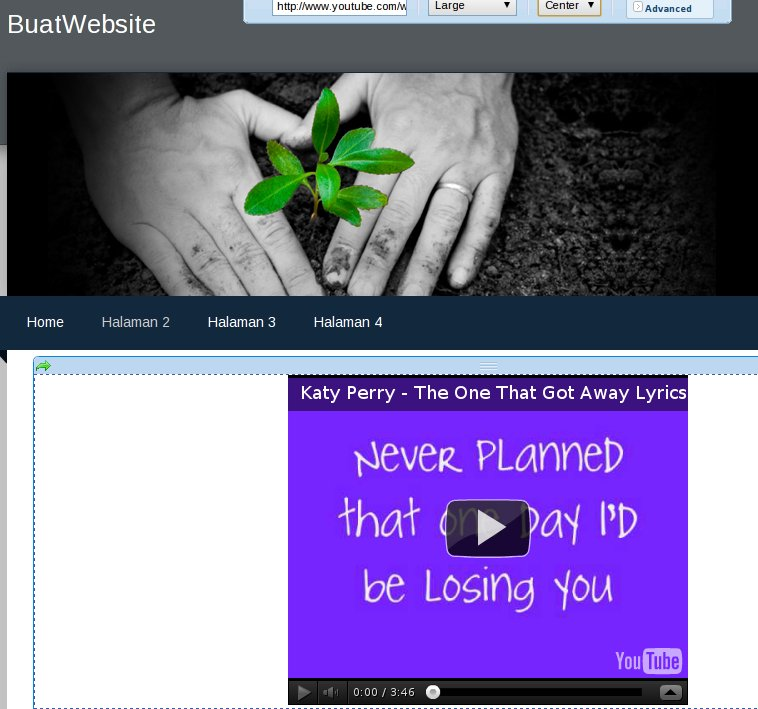 BuatWebsite
http://www.youtube.com/w
Large
Center
Advanced
Home
Halaman 2
Halaman 3
Halaman 4
Katy Perry - The One That Got Away Lyrics
Never Planned
that one Day I'D
be Losing You
YouTube
0:00 / 3:46